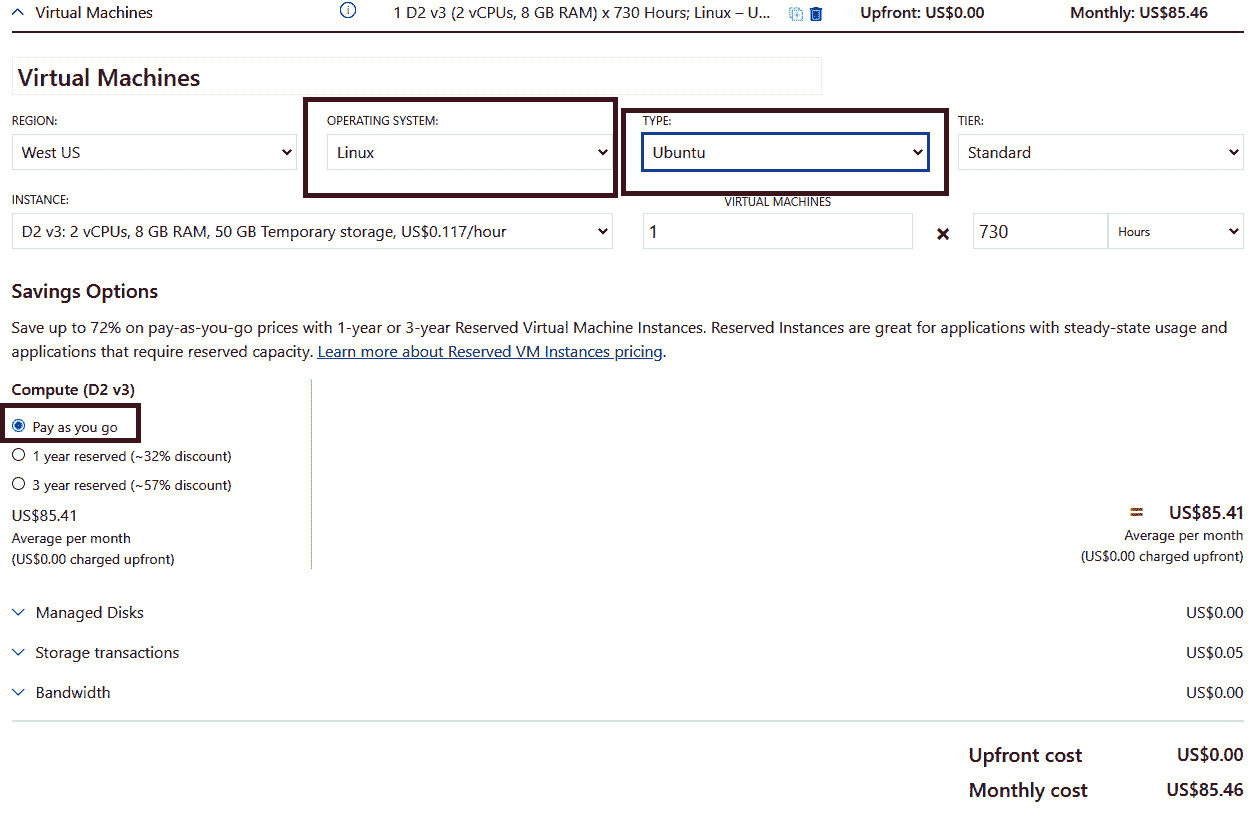 Virtual Machines 1 D2 v3 (2 vCPUs, 8 GB RAM) x 730 Hours; Linux – U... Upfront: US$0.00 Monthly: US$85.46
Virtual Machines
REGION: OPERATING SYSTEM: TYPE: TIER:
West US Linux Ubuntu Standard
INSTANCE: VIRTUAL MACHINES
D2 v3: 2 vCPUs, 8 GB RAM, 50 GB Temporary storage, US$0.117/hour 1 730 Hours
Savings Options
Save up to 72% on pay-as-you-go prices with 1-year or 3-year Reserved Virtual Machine Instances. Reserved Instances are great for applications with steady-state usage and
applications that require reserved capacity. Learn more about Reserved VM Instances pricing.
Compute (D2 v3)
Pay as you go
1 year reserved (~32% discount)
3 year reserved (~57% discount)
US$85.41
Average per month
(US$0.00 charged upfront)
= US$85.41
Average per month
(US$0.00 charged upfront)
Managed Disks US$0.00
Storage transactions US$0.05
Bandwidth US$0.00
Upfront cost US$0.00
Monthly cost US$85.46